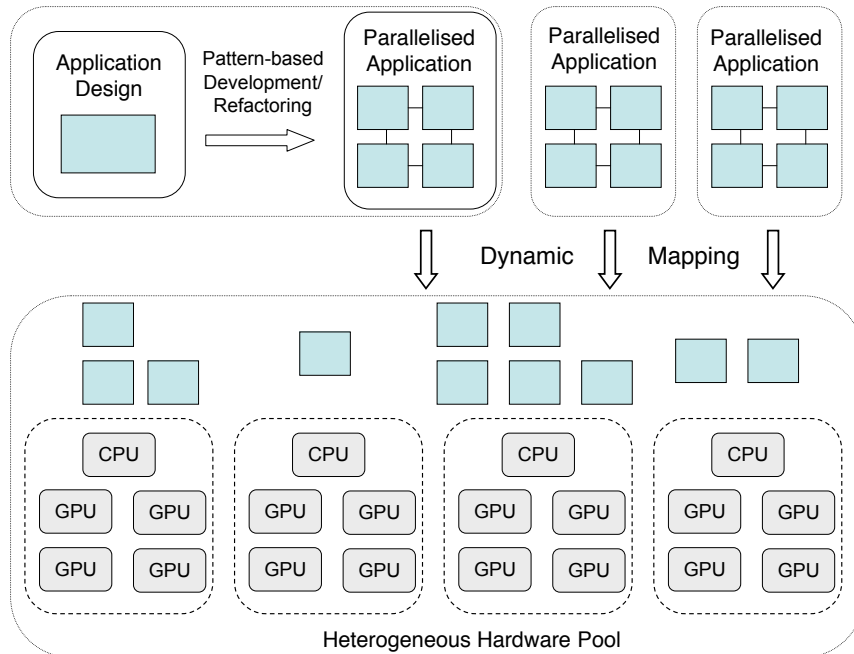 Application
Design
Pattern-based
Development/
Refactoring
Parallelised
Application
Parallelised
Application
Parallelised
Application
Dynamic
Mapping
CPU
GPU GPU
GPU GPU
CPU
GPU GPU
GPU GPU
CPU
GPU GPU
GPU GPU
CPU
GPU GPU
GPU GPU
Heterogeneous Hardware Pool